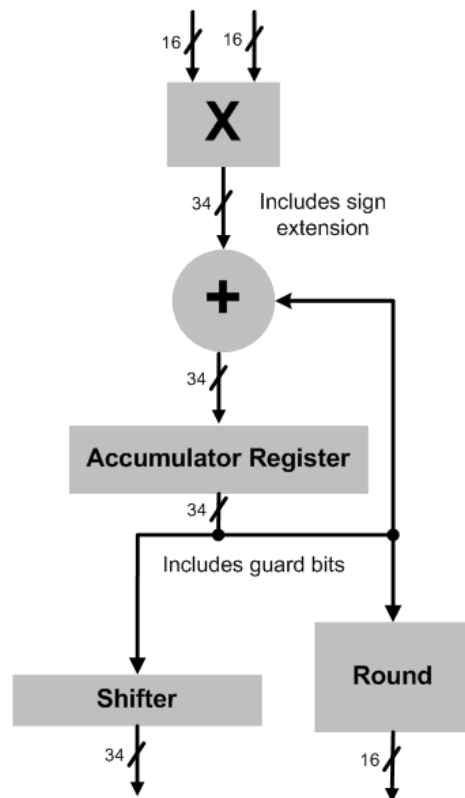 16
16
X
34
Includes sign
extension
+
34
Accumulator Register
34
Includes guard bits
Shifter
Round
34
16